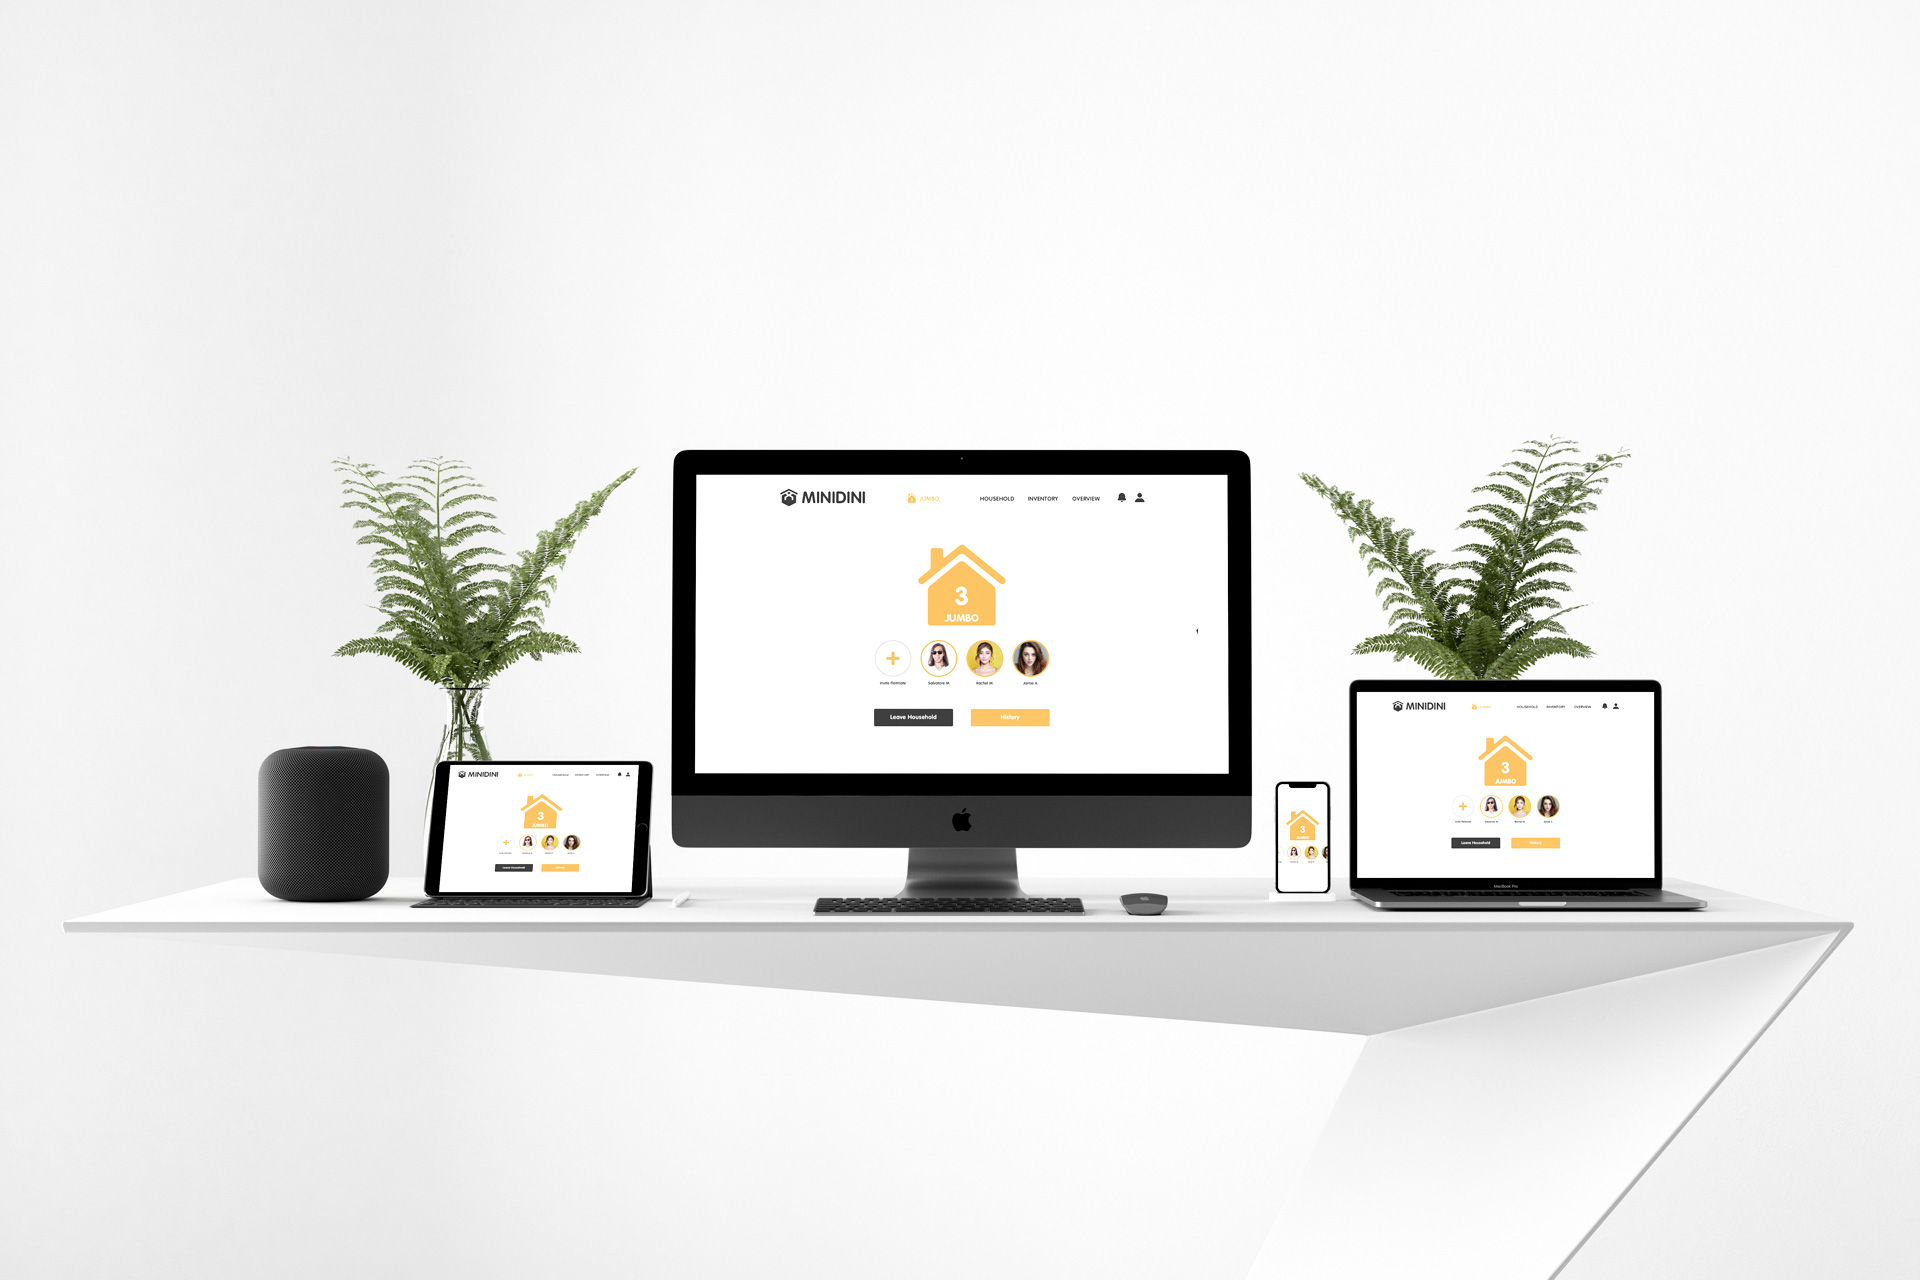 MINIDINI
JUMBO
HOUSEHOLD INVENTORY OVERVIEW
3
JUMBO
Invite Flatmate Salvatore M. Rachel M. James A.
Leave Household History
MINIDINI
JUMBO
HOUSEHOLD INVENTORY OVERVIEW
3
JUMBO
Leave Household
3
JUMBO
MINIDINI
JUMBO
HOUSEHOLD INVENTORY OVERVIEW
3
JUMBO
Leave Household History
MacBook Pro